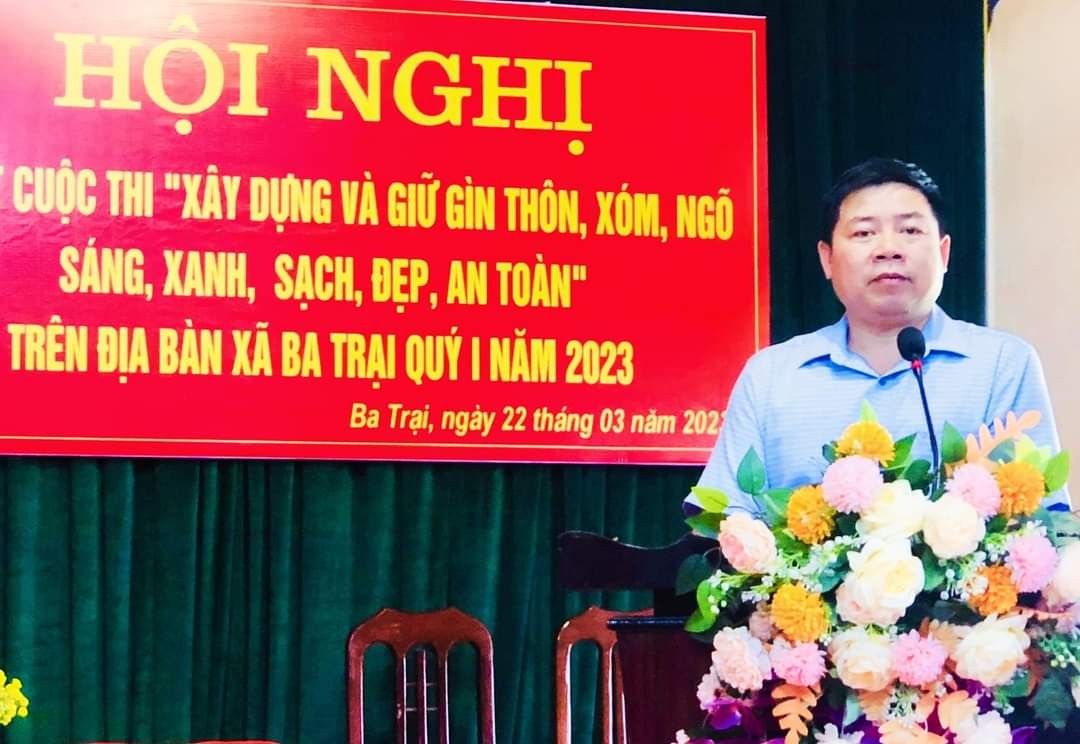 HỘI NGHỊ
CUỘC THI "XÂY DỰNG VÀ GIỮ GÌN THÔN, XÓM, NGÕ
SÁNG, XANH, SẠCH, ĐẸP, AN TOÀN"
TRÊN ĐỊA BÀN XÃ BA TRẠI QUÝ I NĂM 2023
Ba Trại, ngày 22 tháng 03 năm 2023